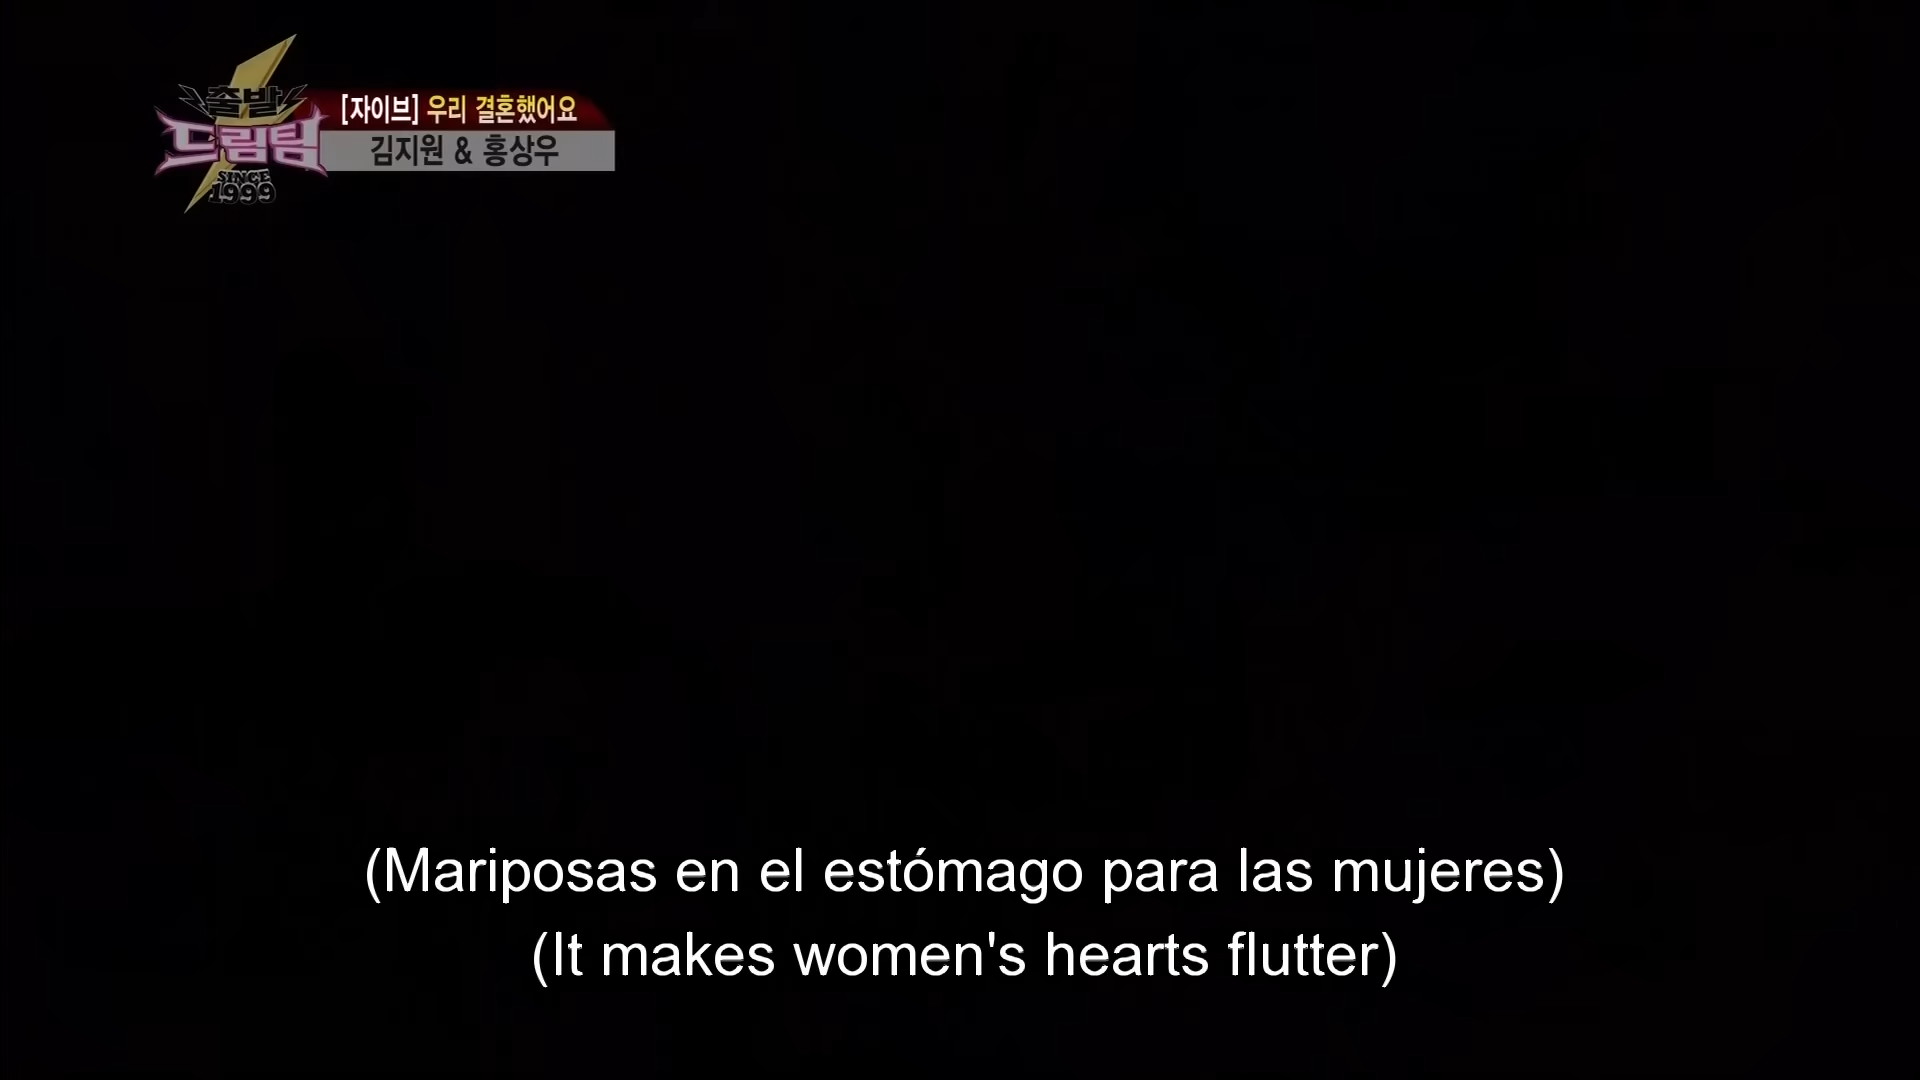 출발
드림팀
SINCE
1999
[자이브] 우리 결혼했어요
김지원 & 홍상우
(Mariposas en el estómago para las mujeres)
(It makes women's hearts flutter)